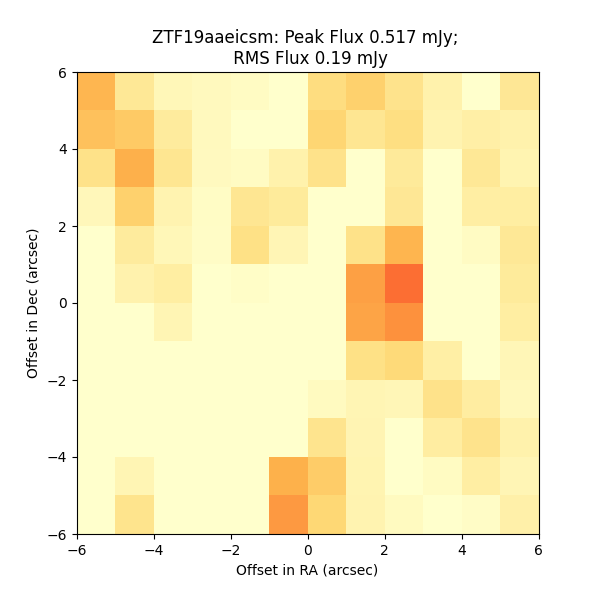 ZTF19aaeicsm: Peak Flux 0.517 mJy;
RMS Flux 0.19 mJy
6
4
2
0
−2
−4
−6
Offset in Dec (arcsec)
−6 −4 −2 0 2 4 6
Offset in RA (arcsec)